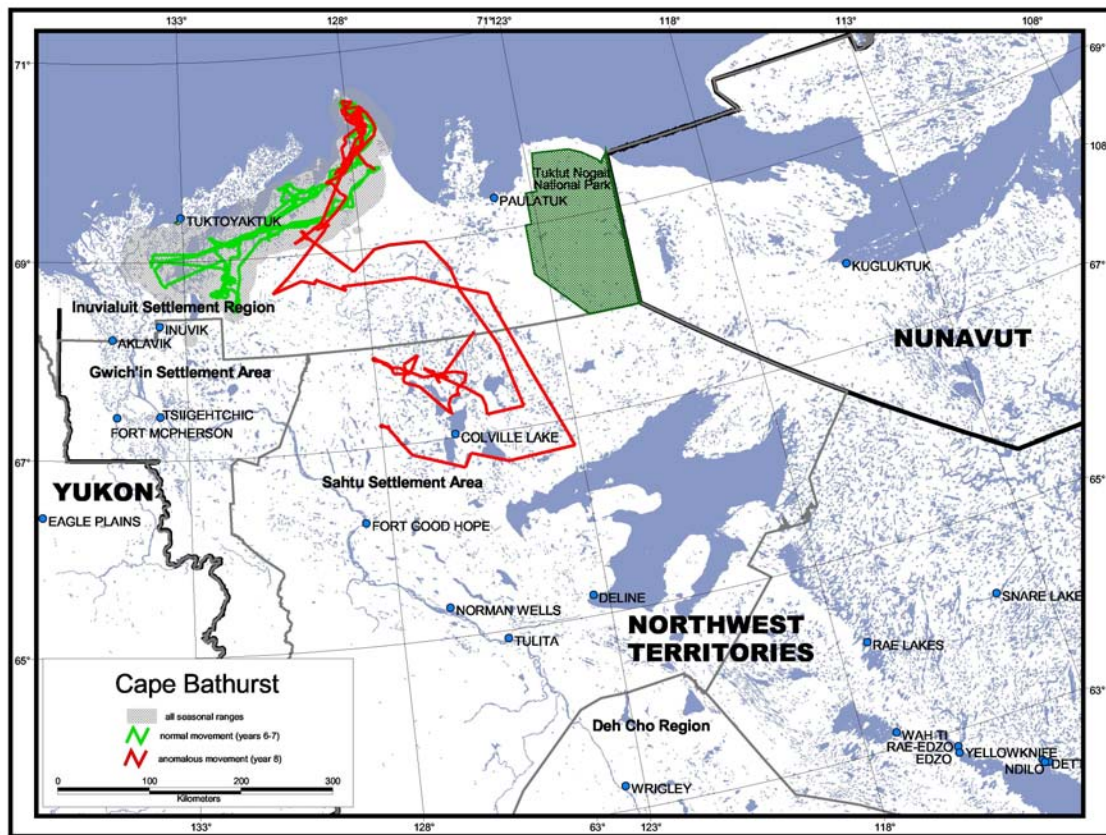 133°
128°
71°
123°
118°
113°
108°
69°
71°
108°
Tuktut Nogait
National Park
PAULATUK
TUKTOYAKTUK
KUGLUKTUK
67°
69°
Inuvialuit Settlement Region
INUVIK
AKLAVIK
NUNAVUT
Gwich'in Settlement Area
TSIIGEHTCHIC
FORT MCPHERSON
COLVILLE LAKE
67°
65°
Sahtu Settlement Area
YUKON
EAGLE PLAINS
FORT GOOD HOPE
DELINE
SNARE LAKE
NORMAN WELLS
NORTHWEST
TERRITORIES
TULITA
RAE LAKES
65°
63°
Cape Bathurst
all seasonal ranges
normal movement (years 6-7)
anomalous movement (year 8)
0 100 200 300
Kilometers
Deh Cho Region
WAH TI
RAE-EDZO
YELLOWKNIFE
EDZO
NDILO
DET
WRIGLEY
133°
128°
63°
123°
118°